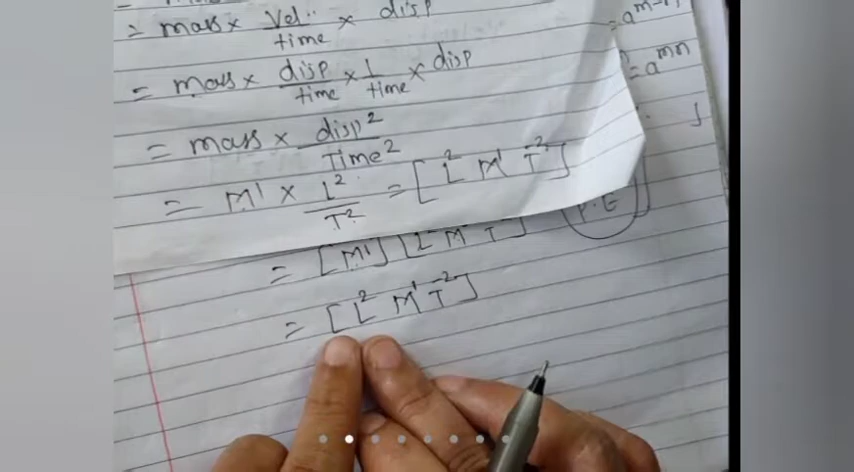 = mass × Vel.. / time × disp
= a^mn
= mass × disp / time × 1 / time × disp
= mass × disp² / Time²
= M¹ × L² / T² = [L² M¹ T⁻²]
P.E
= [M¹] [L² M T]
= [L² M¹ T⁻²]